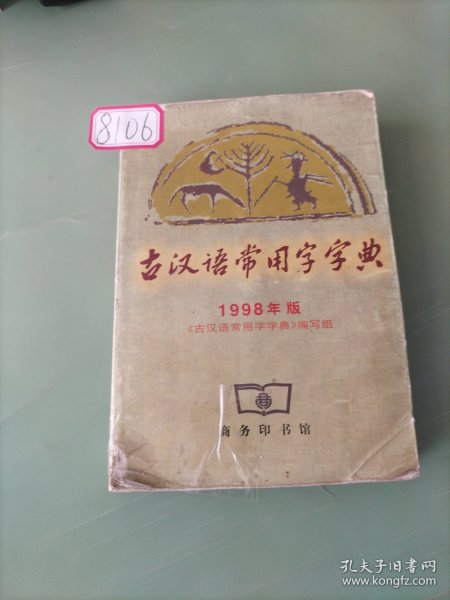 8106
古汉语常用字字典
1998年版
《古汉语常用字字典》编写组
商务印书馆
孔夫子旧书网
www.kongfz.com